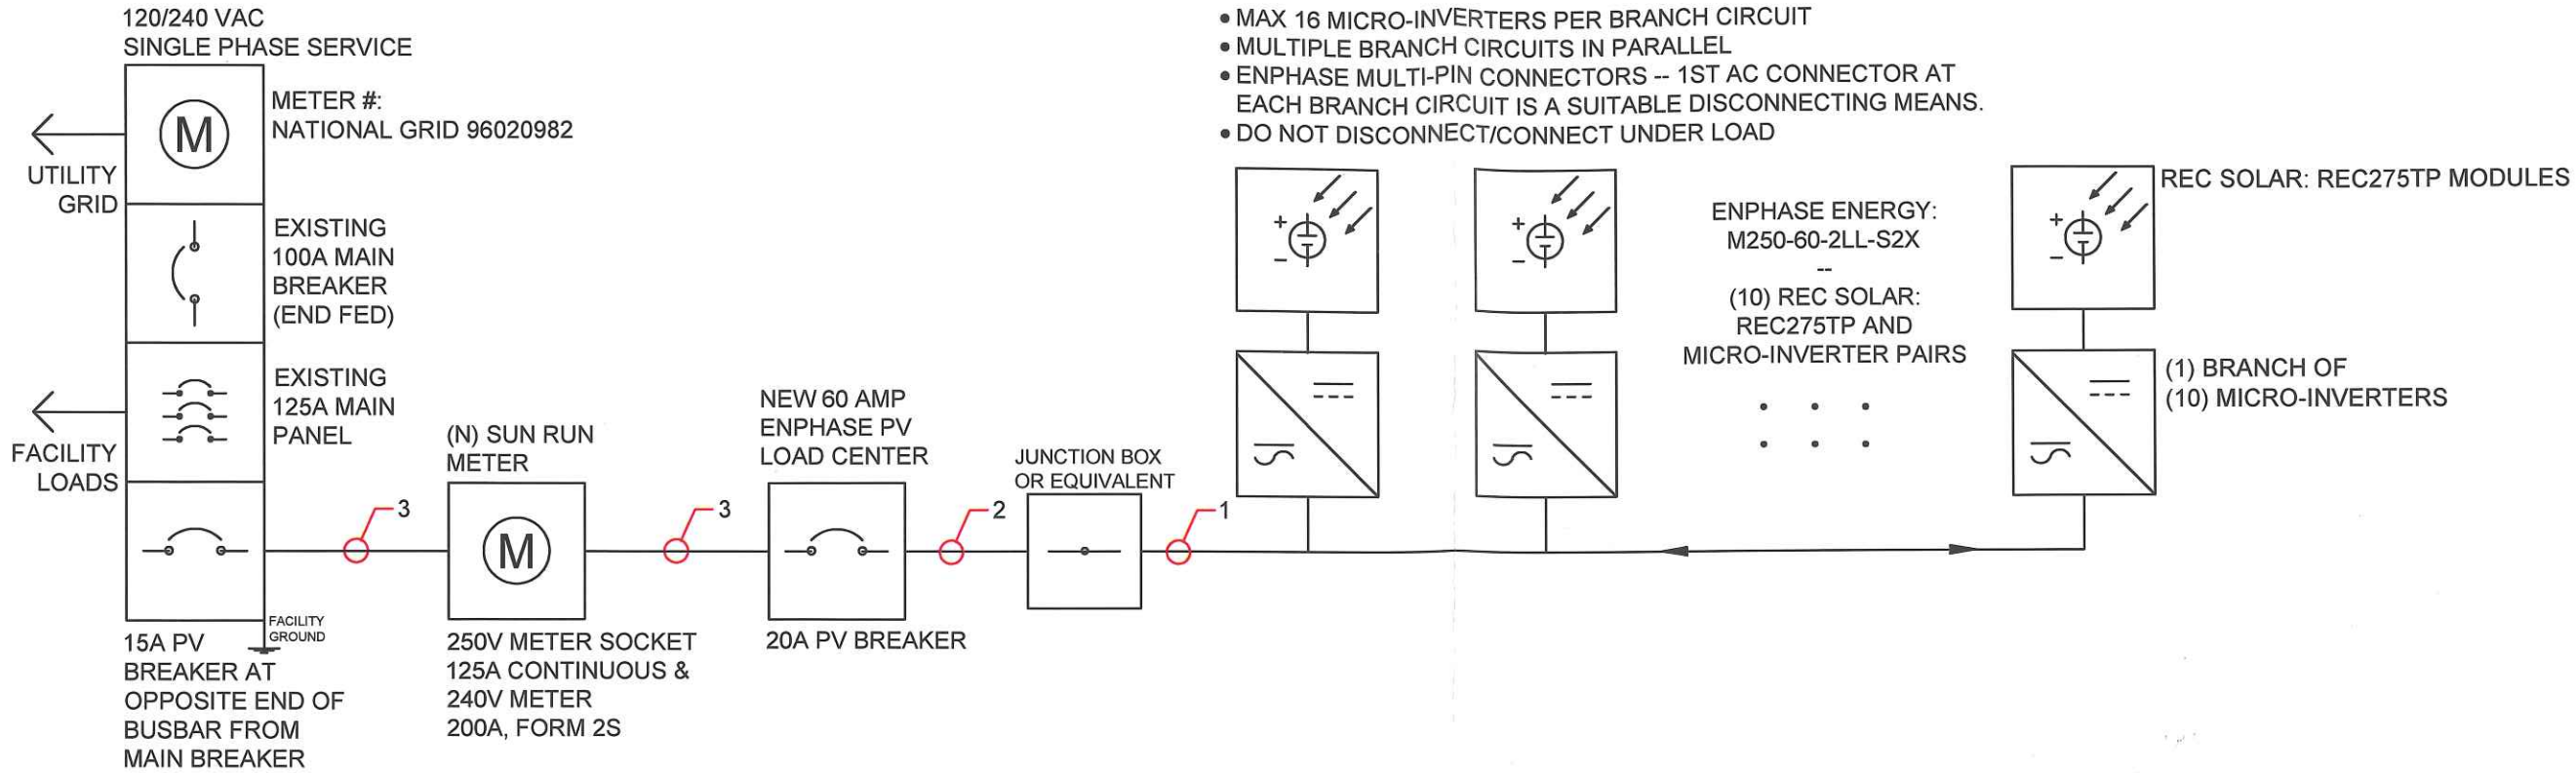 120/240 VAC
SINGLE PHASE SERVICE
M
METER #:
NATIONAL GRID 96020982
UTILITY
GRID
EXISTING
100A MAIN
BREAKER
(END FED)
EXISTING
125A MAIN
PANEL
FACILITY
LOADS
FACILITY
GROUND
15A PV
BREAKER AT
OPPOSITE END OF
BUSBAR FROM
MAIN BREAKER
3
(N) SUN RUN
METER
M
250V METER SOCKET
125A CONTINUOUS &
240V METER
200A, FORM 2S
3
NEW 60 AMP
ENPHASE PV
LOAD CENTER
20A PV BREAKER
2
JUNCTION BOX
OR EQUIVALENT
1
• MAX 16 MICRO-INVERTERS PER BRANCH CIRCUIT
• MULTIPLE BRANCH CIRCUITS IN PARALLEL
• ENPHASE MULTI-PIN CONNECTORS -- 1ST AC CONNECTOR AT
EACH BRANCH CIRCUIT IS A SUITABLE DISCONNECTING MEANS.
• DO NOT DISCONNECT/CONNECT UNDER LOAD
+
−
+
−
ENPHASE ENERGY:
M250-60-2LL-S2X
--
(10) REC SOLAR:
REC275TP AND
MICRO-INVERTER PAIRS
+
−
REC SOLAR: REC275TP MODULES
(1) BRANCH OF
(10) MICRO-INVERTERS